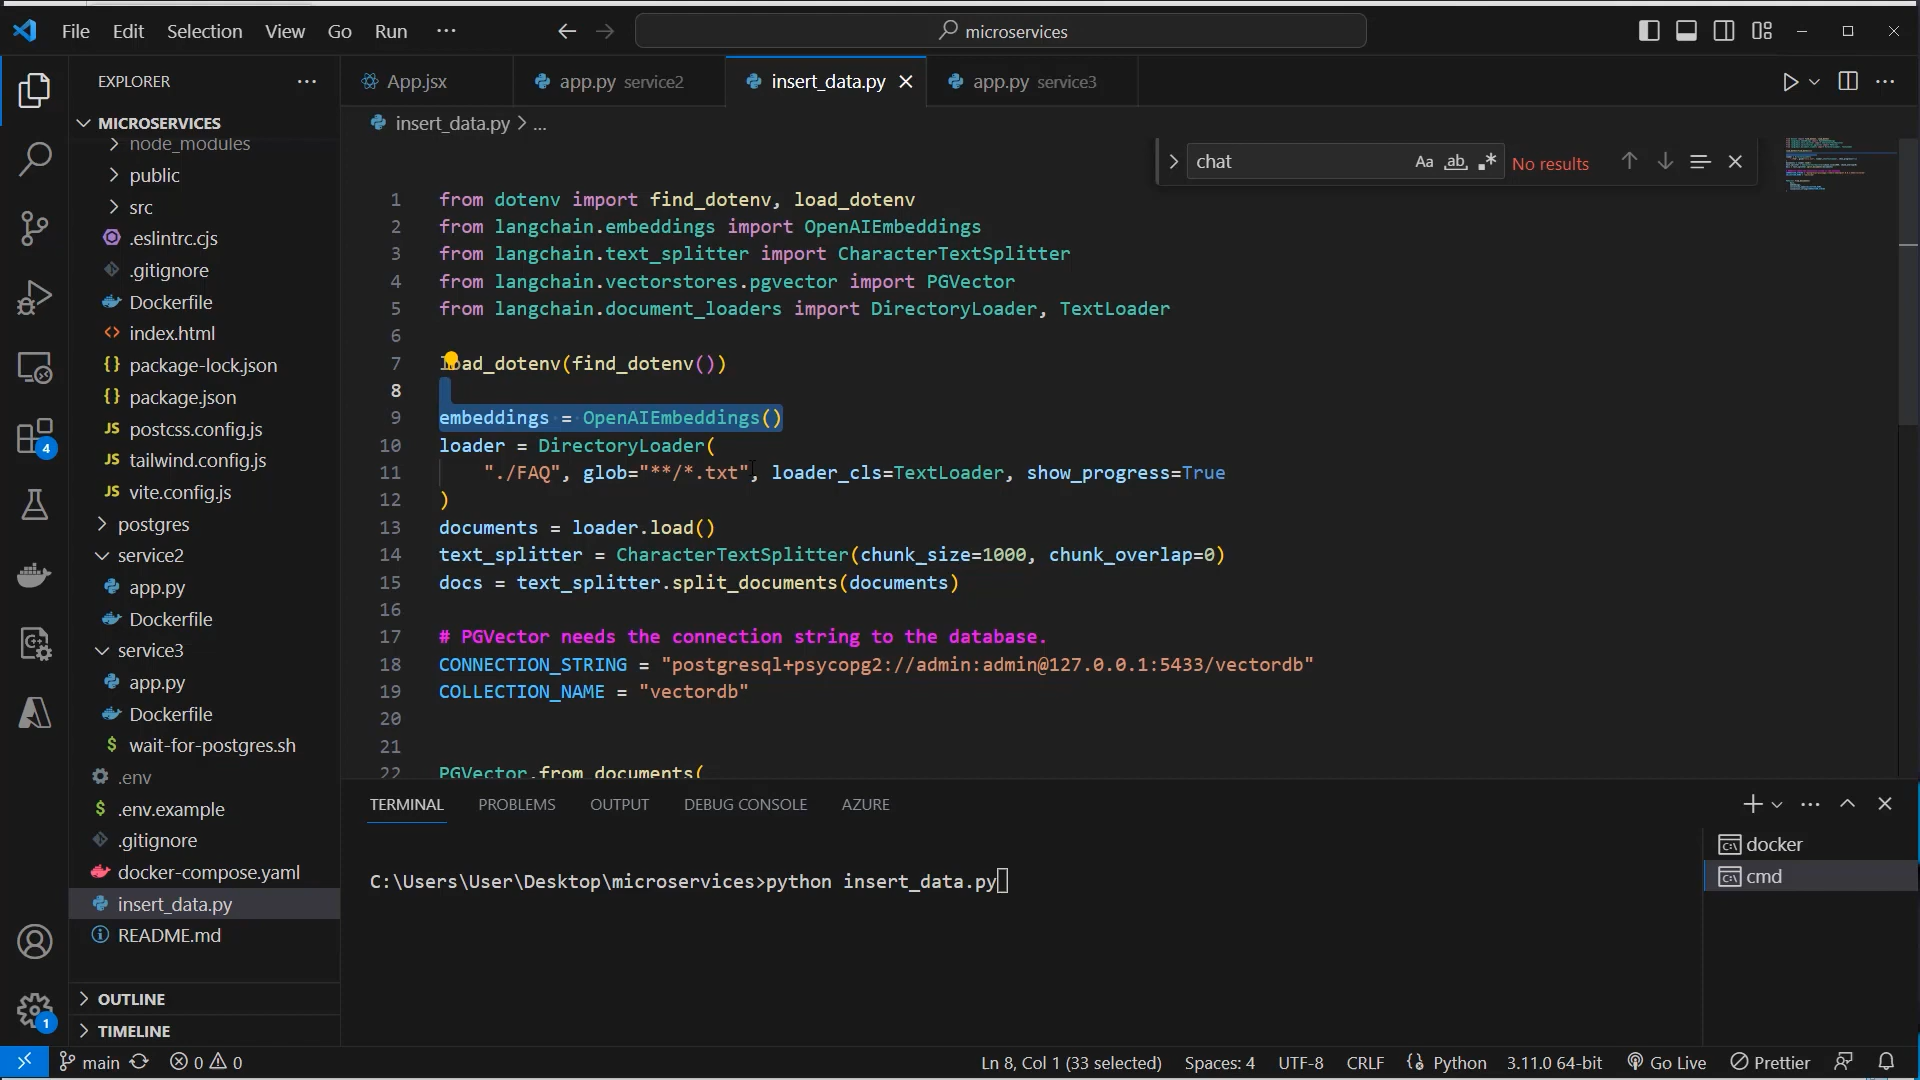 File Edit Selection View Go Run ··· microservices
EXPLORER ···
MICROSERVICES
node_modules
public
src
.eslintrc.cjs
.gitignore
Dockerfile
index.html
package-lock.json
package.json
postcss.config.js
tailwind.config.js
vite.config.js
postgres
service2
app.py
Dockerfile
service3
app.py
Dockerfile
wait-for-postgres.sh
.env
.env.example
.gitignore
docker-compose.yaml
insert_data.py
README.md
OUTLINE
TIMELINE
App.jsx app.py service2 insert_data.py app.py service3
insert_data.py > ...
chat Aa ab No results
1 from dotenv import find_dotenv, load_dotenv
2 from langchain.embeddings import OpenAIEmbeddings
3 from langchain.text_splitter import CharacterTextSplitter
4 from langchain.vectorstores.pgvector import PGVector
5 from langchain.document_loaders import DirectoryLoader, TextLoader
6
7 load_dotenv(find_dotenv())
8
9 embeddings = OpenAIEmbeddings()
10 loader = DirectoryLoader(
11 "./FAQ", glob="**/*.txt", loader_cls=TextLoader, show_progress=True
12 )
13 documents = loader.load()
14 text_splitter = CharacterTextSplitter(chunk_size=1000, chunk_overlap=0)
15 docs = text_splitter.split_documents(documents)
16
17 # PGVector needs the connection string to the database.
18 CONNECTION_STRING = "postgresql+psycopg2://admin:admin@127.0.0.1:5433/vectordb"
19 COLLECTION_NAME = "vectordb"
20
21
22 PGVector.from_documents(
TERMINAL PROBLEMS OUTPUT DEBUG CONSOLE AZURE
C:\Users\User\Desktop\microservices>python insert_data.py
docker
cmd
4
1
main 0 0 Ln 8, Col 1 (33 selected) Spaces: 4 UTF-8 CRLF Python 3.11.0 64-bit Go Live Prettier